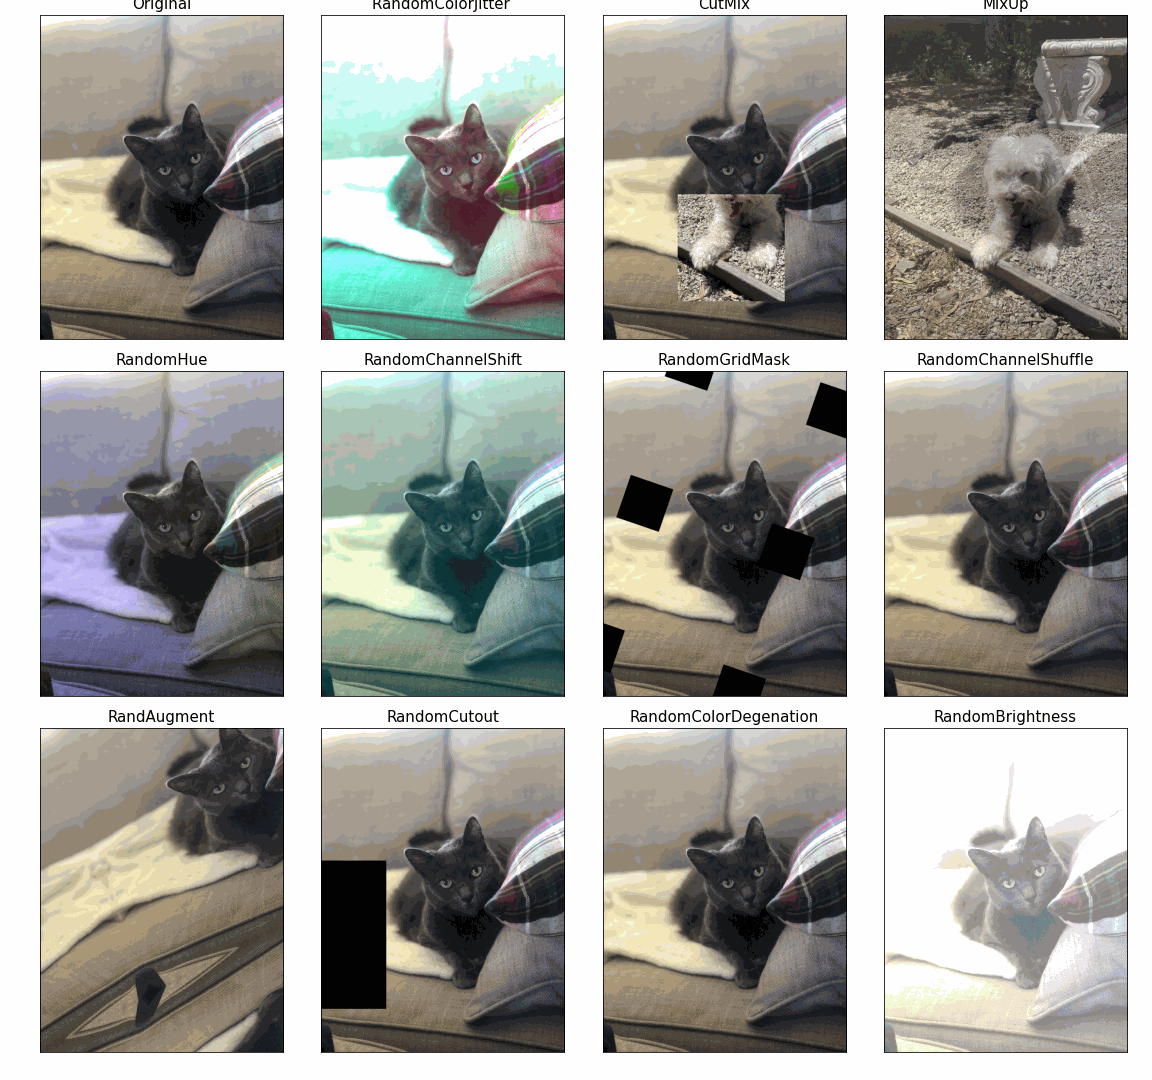 Original RandomColorJitter CutMix MixUp
RandomHue RandomChannelShift RandomGridMask RandomChannelShuffle
RandAugment RandomCutout RandomColorDegenation RandomBrightness